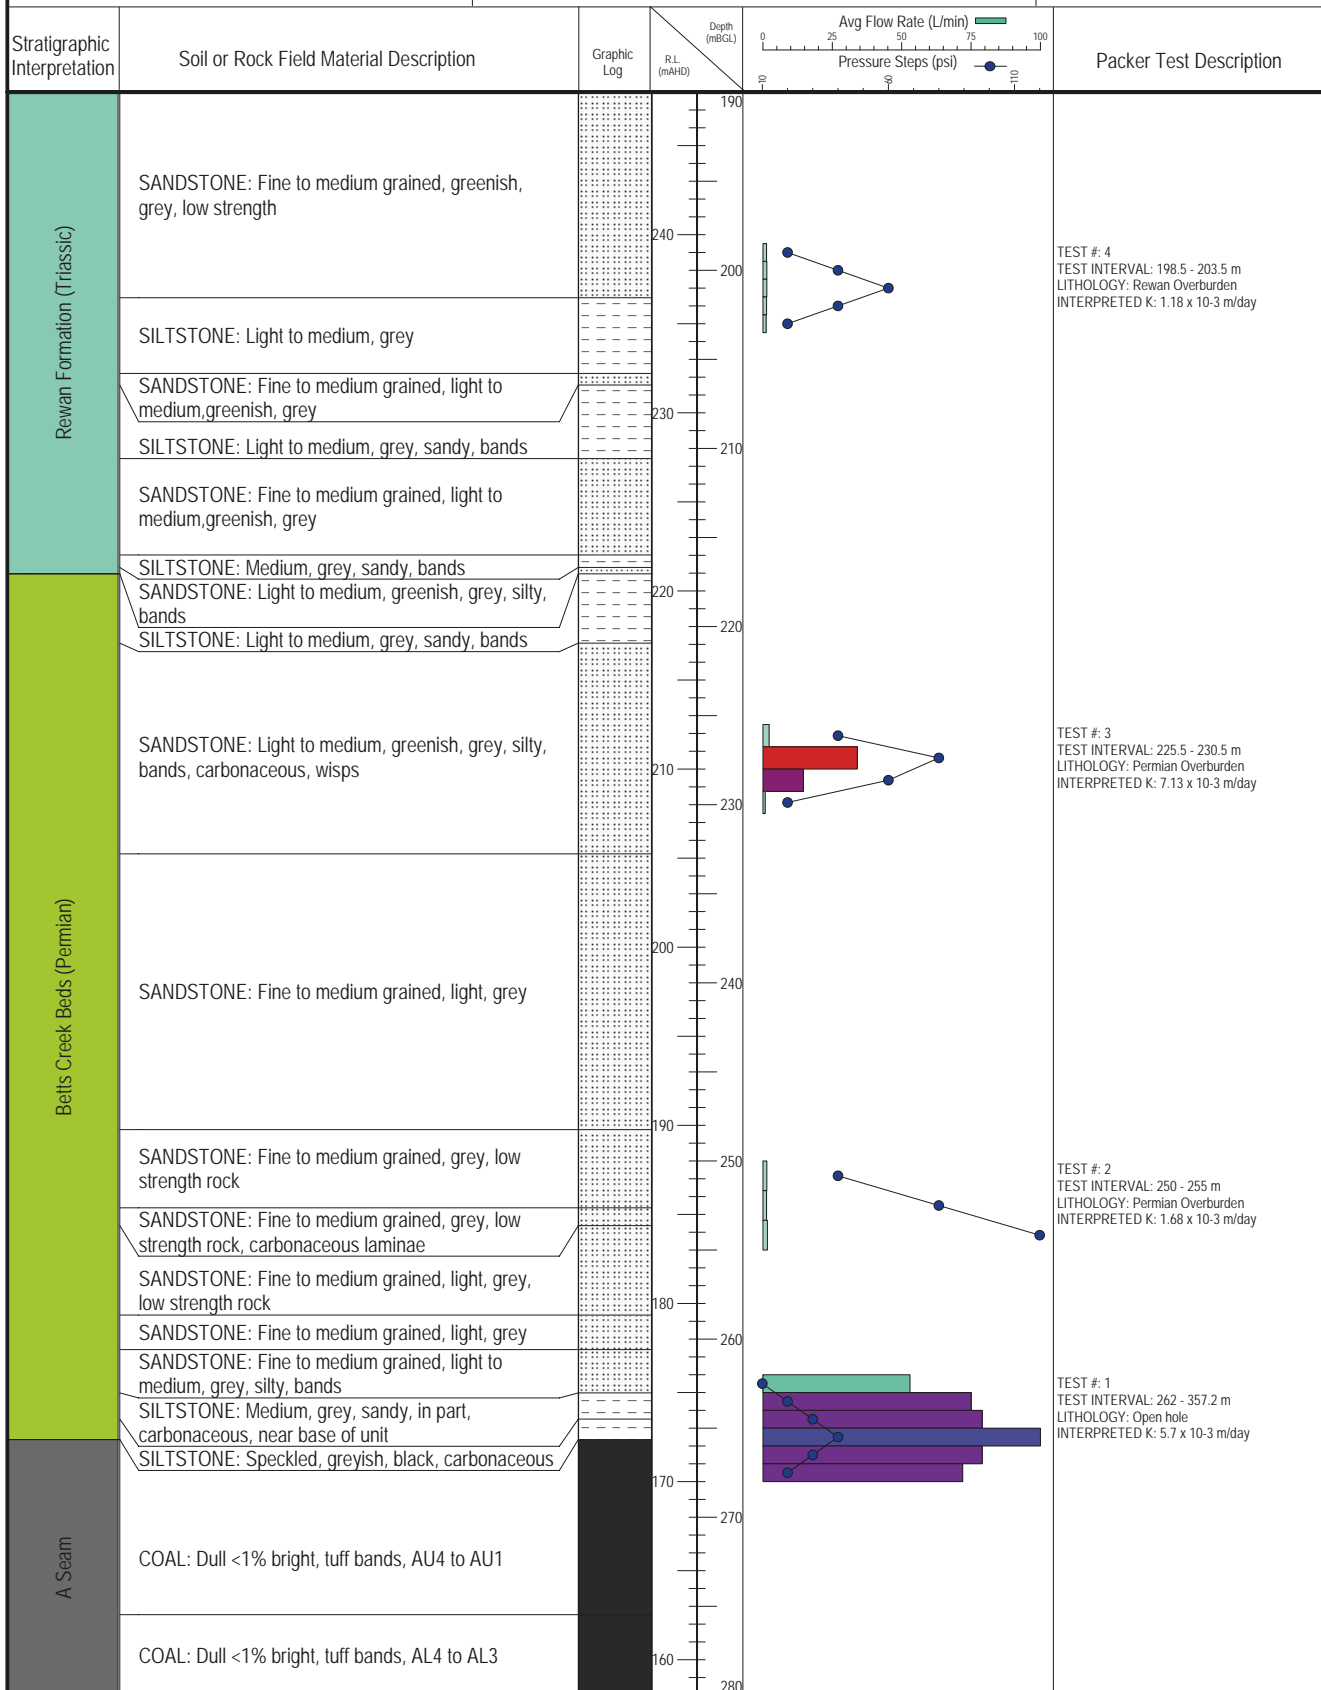 Stratigraphic
Interpretation
Soil or Rock Field Material Description
Graphic
Log
R.L.
(mAHD)
Depth
(mBGL)
Avg Flow Rate (L/min)
0 25 50 75 100
Pressure Steps (psi)
10 60 110
Packer Test Description
Rewan Formation (Triassic)
Betts Creek Beds (Permian)
A Seam
SANDSTONE: Fine to medium grained, greenish,
grey, low strength
SILTSTONE: Light to medium, grey
SANDSTONE: Fine to medium grained, light to
medium,greenish, grey
SILTSTONE: Light to medium, grey, sandy, bands
SANDSTONE: Fine to medium grained, light to
medium,greenish, grey
SILTSTONE: Medium, grey, sandy, bands
SANDSTONE: Light to medium, greenish, grey, silty,
bands
SILTSTONE: Light to medium, grey, sandy, bands
SANDSTONE: Light to medium, greenish, grey, silty,
bands, carbonaceous, wisps
SANDSTONE: Fine to medium grained, light, grey
SANDSTONE: Fine to medium grained, grey, low
strength rock
SANDSTONE: Fine to medium grained, grey, low
strength rock, carbonaceous laminae
SANDSTONE: Fine to medium grained, light, grey,
low strength rock
SANDSTONE: Fine to medium grained, light, grey
SANDSTONE: Fine to medium grained, light to
medium, grey, silty, bands
SILTSTONE: Medium, grey, sandy, in part,
carbonaceous, near base of unit
SILTSTONE: Speckled, greyish, black, carbonaceous
COAL: Dull <1% bright, tuff bands, AU4 to AU1
COAL: Dull <1% bright, tuff bands, AL4 to AL3
240
230
220
210
200
190
180
170
160
190
200
210
220
230
240
250
260
270
280
TEST #: 4
TEST INTERVAL: 198.5 - 203.5 m
LITHOLOGY: Rewan Overburden
INTERPRETED K: 1.18 x 10-3 m/day
TEST #: 3
TEST INTERVAL: 225.5 - 230.5 m
LITHOLOGY: Permian Overburden
INTERPRETED K: 7.13 x 10-3 m/day
TEST #: 2
TEST INTERVAL: 250 - 255 m
LITHOLOGY: Permian Overburden
INTERPRETED K: 1.68 x 10-3 m/day
TEST #: 1
TEST INTERVAL: 262 - 357.2 m
LITHOLOGY: Open hole
INTERPRETED K: 5.7 x 10-3 m/day